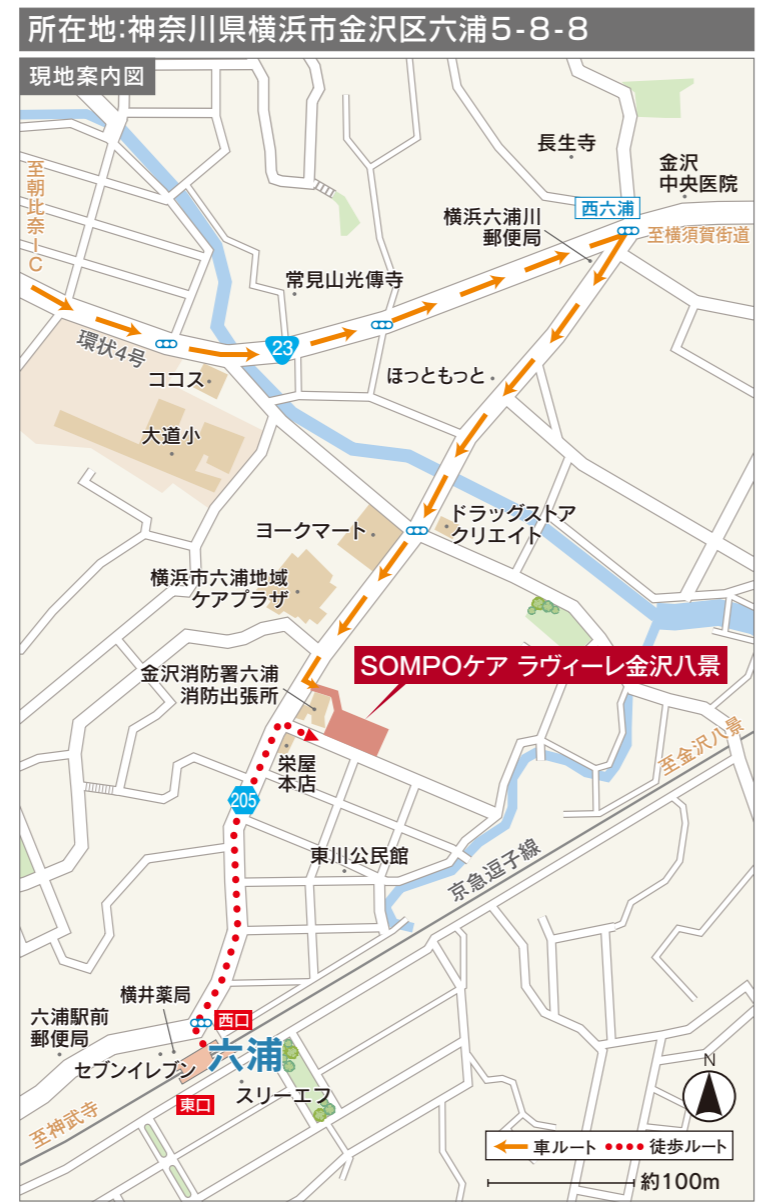 所在地:神奈川県横浜市金沢区六浦5-8-8
現地案内図
長生寺
金沢
中央医院
西六浦
至横須賀街道
横浜六浦川
郵便局
至朝比奈IC
常見山光傳寺
環状4号
23
ココス
ほっともっと
大道小
ヨークマート
ドラッグストア
クリエイト
横浜市六浦地域
ケアプラザ
金沢消防署六浦
消防出張所
SOMPOケア ラヴィーレ金沢八景
栄屋
本店
至金沢八景
205
東川公民館
京急逗子線
横井薬局
六浦駅前
郵便局
西口
六浦
セブンイレブン
スリーエフ
東口
至神武寺
N
車ルート
徒歩ルート
約100m